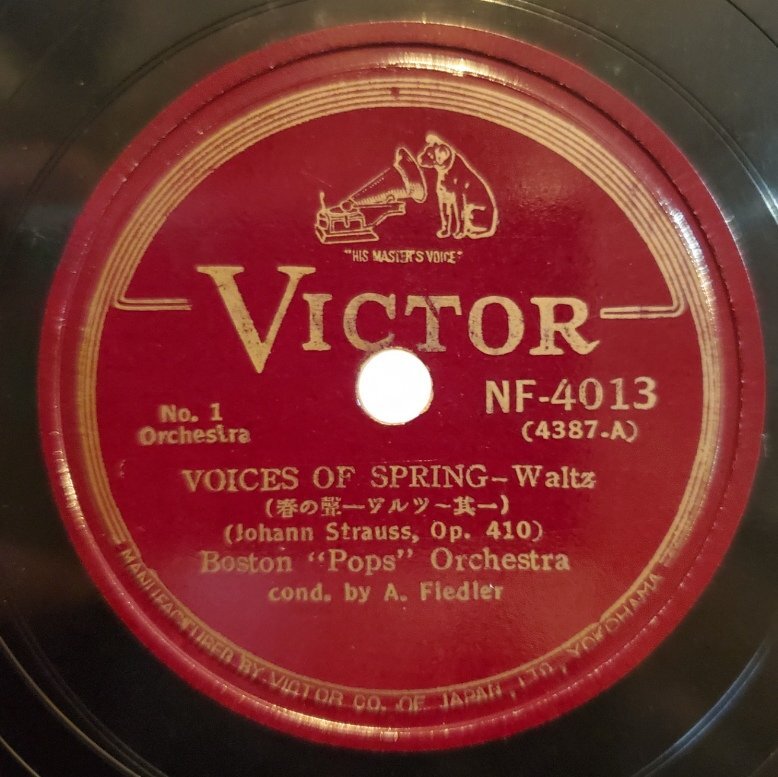 "HIS MASTER'S VOICE"
VICTOR
No. 1
Orchestra
NF-4013
(4387-A)
VOICES OF SPRING-Waltz
(春の聲ーヅルツ～其一)
(Johann Strauss, Op. 410)
Boston "Pops" Orchestra
cond. by A. Fiedler
MANUFACTURED BY VICTOR CO. OF JAPAN, LTD., YOKOHAMA